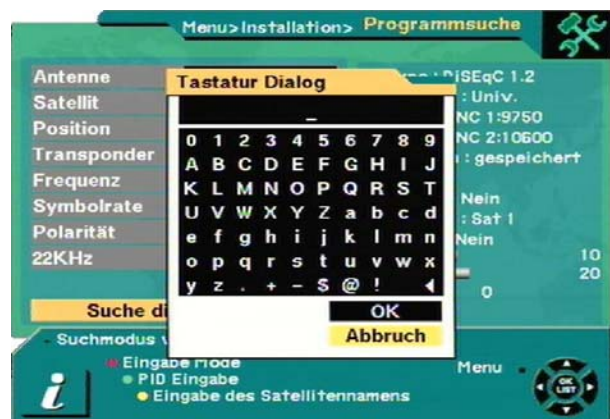 Menu>Installation> Programmsuche
Antenne
Satellit
Position
Transponder
Frequenz
Symbolrate
Polarität
22KHz
: DiSEqC 1.2
: Univ.
NC 1:9750
NC 2:10600
: gespeichert
Nein
: Sat 1
Nein
10
20
0
Tastatur Dialog
_
0 1 2 3 4 5 6 7 8 9
A B C D E F G H I J
K L M N O P Q R S T
U V W X Y Z a b c d
e f g h i j k l m n
o p q r s t u v w x
y z . + - $ @ !
OK
Abbruch
Suche di
Suchmodus
Eingabe Mode
PID Eingabe
Eingabe des Satellitennamens
Menu
OK
LIST
i